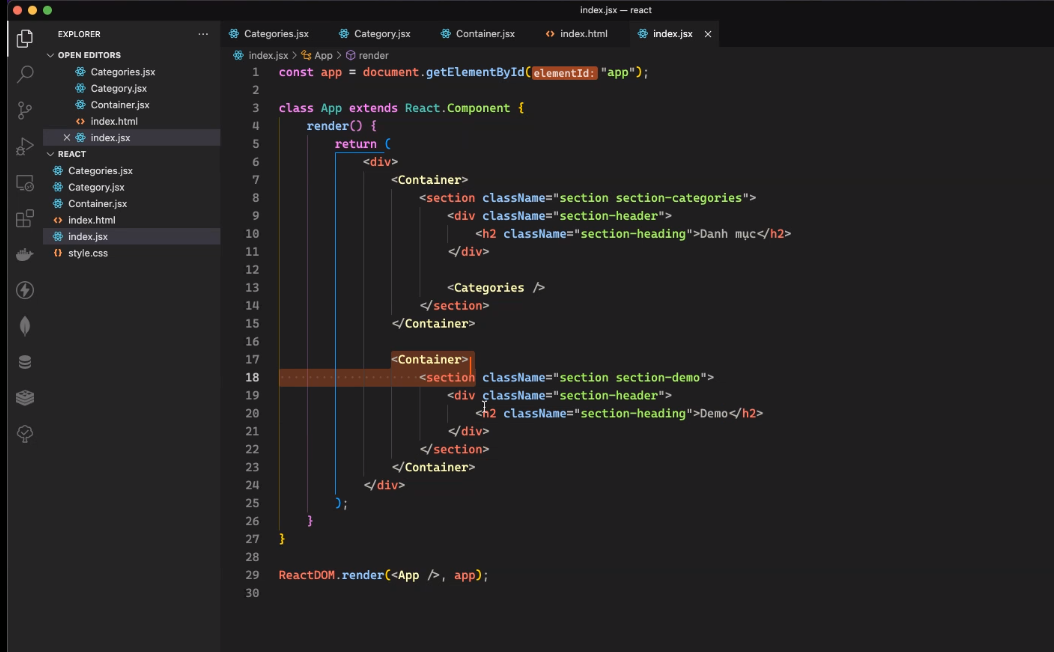 index.jsx — react
EXPLORER ...
Categories.jsx Category.jsx Container.jsx index.html index.jsx
OPEN EDITORS
Categories.jsx
Category.jsx
Container.jsx
index.html
index.jsx
REACT
Categories.jsx
Category.jsx
Container.jsx
index.html
index.jsx
style.css
index.jsx > App > render
1 const app = document.getElementById(elementId: "app");
2
3 class App extends React.Component {
4 render() {
5 return (
6 <div>
7 <Container>
8 <section className="section section-categories">
9 <div className="section-header">
10 <h2 className="section-heading">Danh mục</h2>
11 </div>
12
13 <Categories />
14 </section>
15 </Container>
16
17 <Container>
18 <section className="section section-demo">
19 <div className="section-header">
20 <h2 className="section-heading">Demo</h2>
21 </div>
22 </section>
23 </Container>
24 </div>
25 );
26 }
27 }
28
29 ReactDOM.render(<App />, app);
30